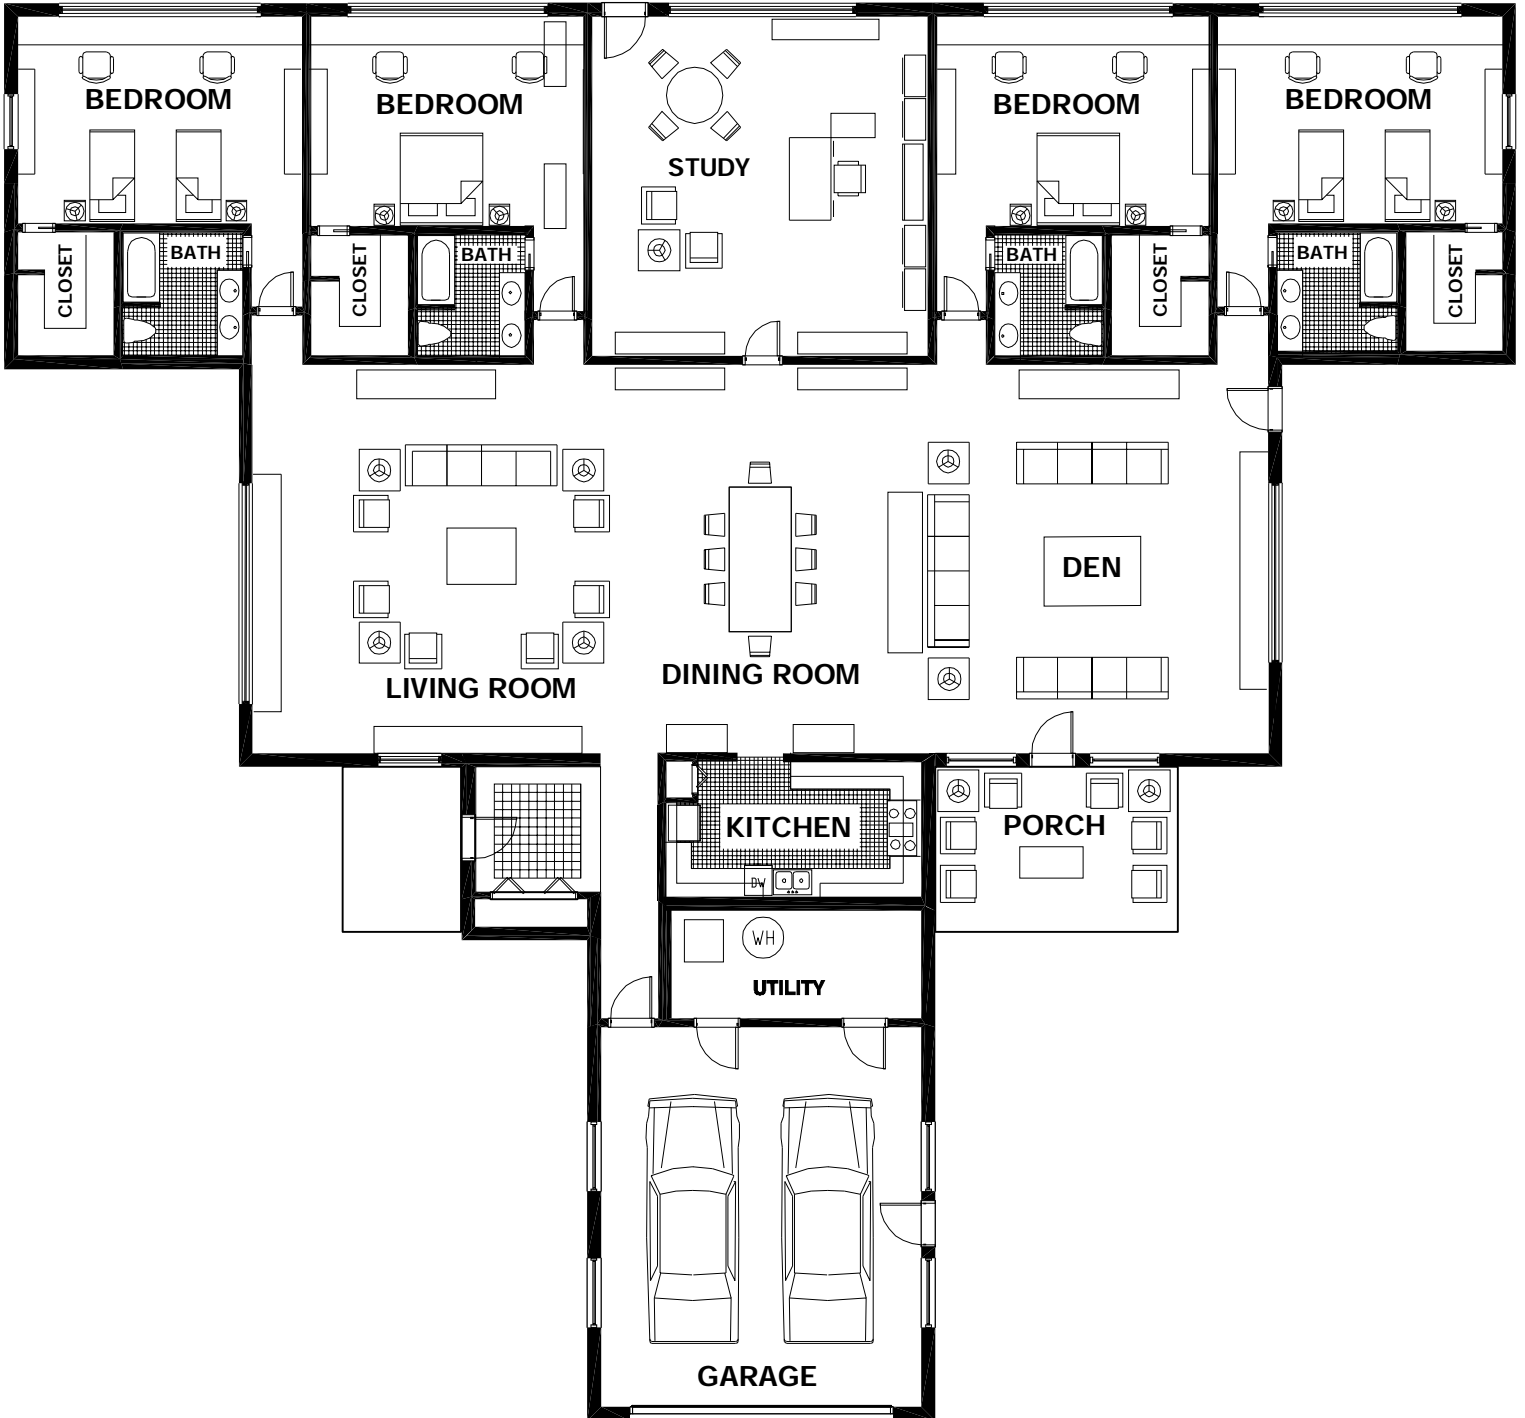 BEDROOM
BEDROOM
STUDY
BEDROOM
BEDROOM
CLOSET
BATH
CLOSET
BATH
BATH
CLOSET
BATH
CLOSET
LIVING ROOM
DINING ROOM
DEN
KITCHEN
DW
PORCH
WH
UTILITY
GARAGE